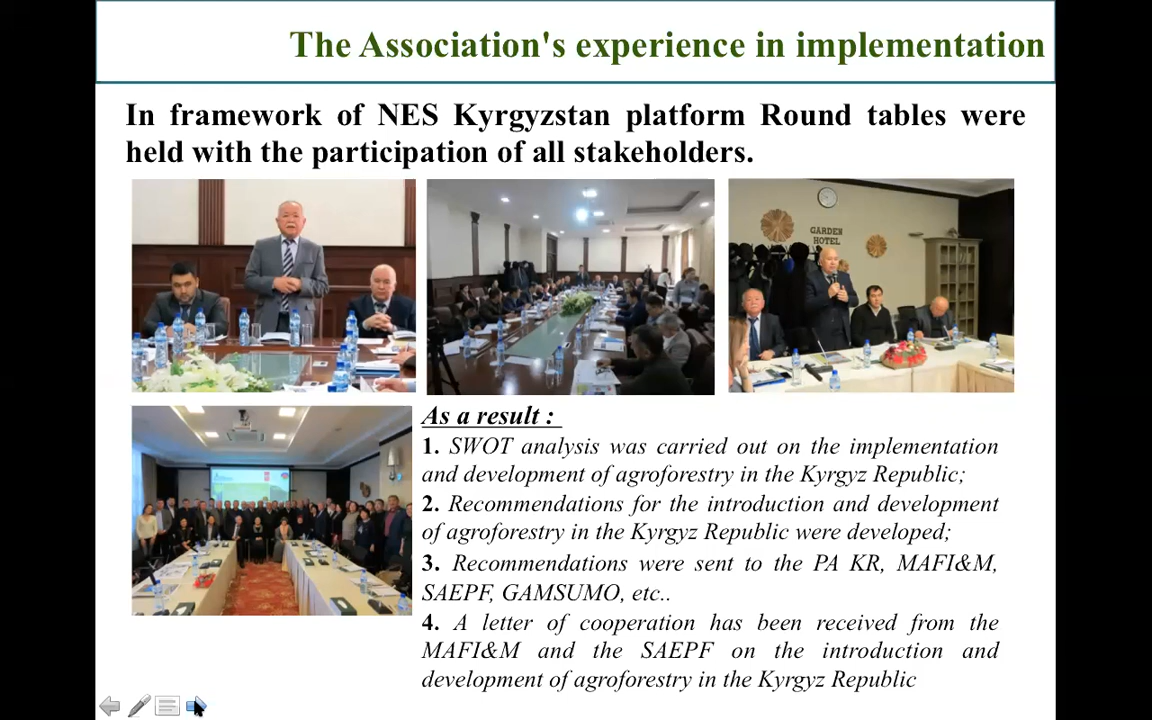 The Association's experience in implementation
In framework of NES Kyrgyzstan platform Round tables were
held with the participation of all stakeholders.
GARDEN
HOTEL
As a result :
1. SWOT analysis was carried out on the implementation
and development of agroforestry in the Kyrgyz Republic;
2. Recommendations for the introduction and development
of agroforestry in the Kyrgyz Republic were developed;
3. Recommendations were sent to the PA KR, MAFI&M,
SAEPF, GAMSUMO, etc..
4. A letter of cooperation has been received from the
MAFI&M and the SAEPF on the introduction and
development of agroforestry in the Kyrgyz Republic